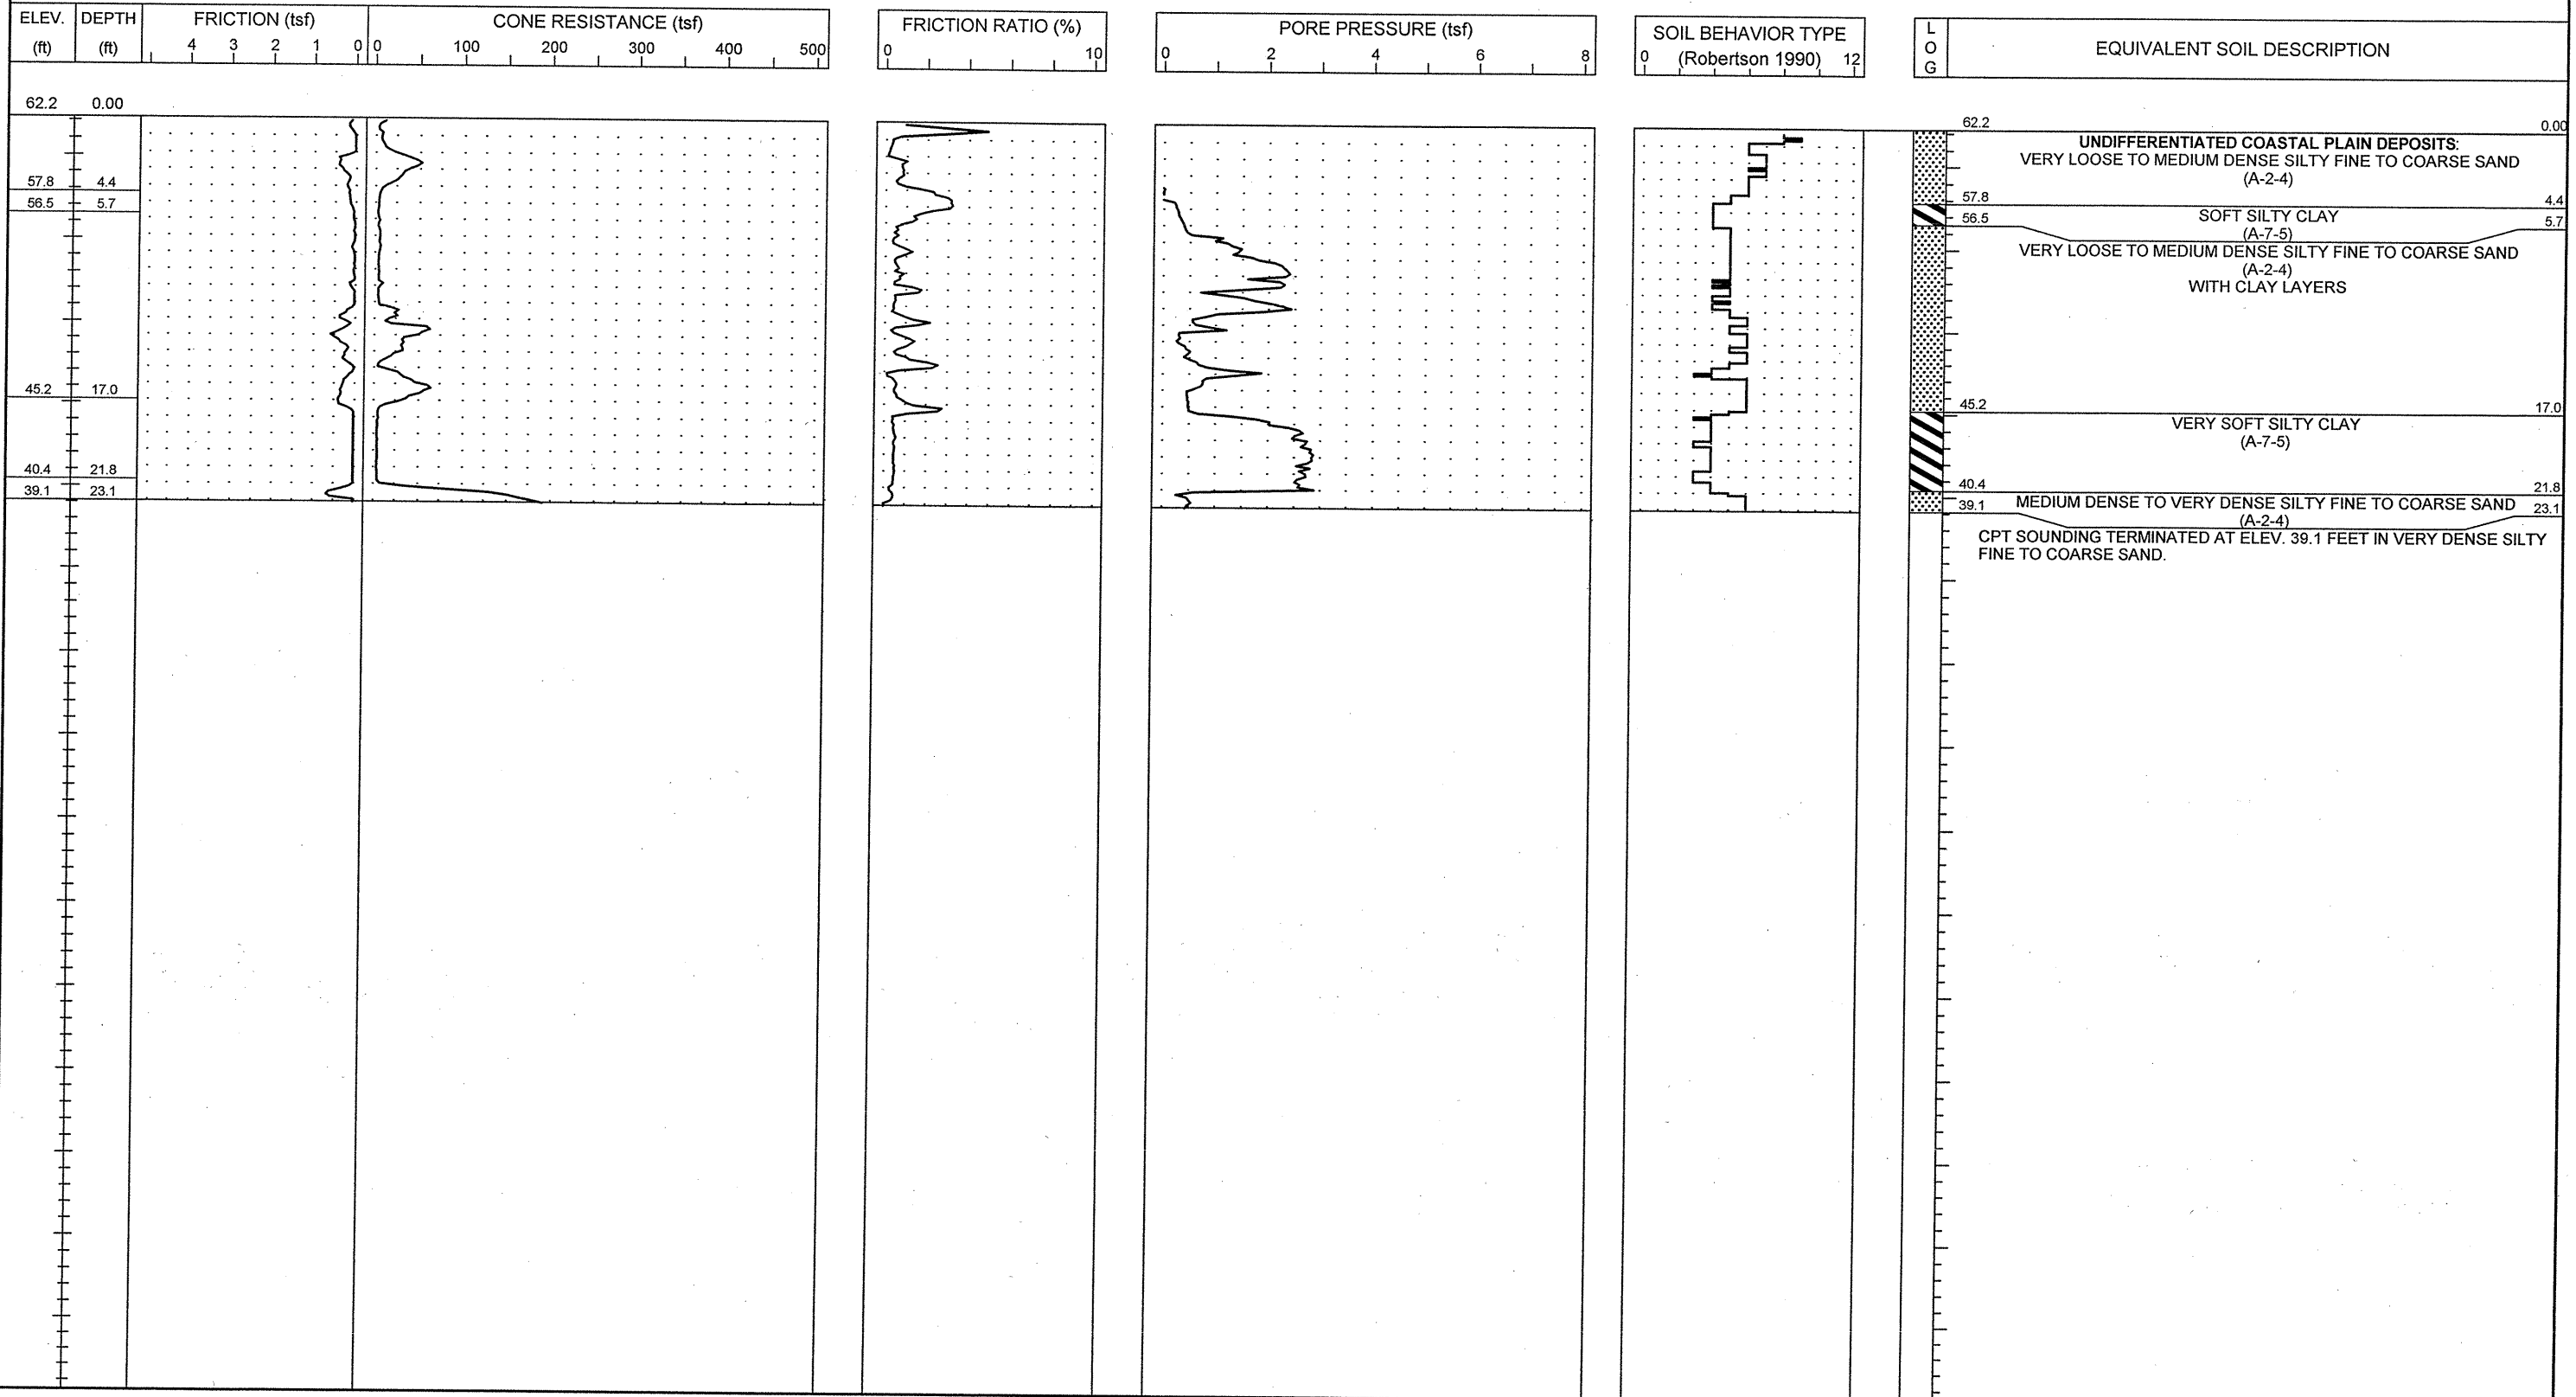 ELEV. (ft)
DEPTH (ft)
FRICTION (tsf)
4 3 2 1 0
CONE RESISTANCE (tsf)
0 100 200 300 400 500
FRICTION RATIO (%)
0 10
PORE PRESSURE (tsf)
0 2 4 6 8
SOIL BEHAVIOR TYPE
(Robertson 1990)
0 12
L
O
G
EQUIVALENT SOIL DESCRIPTION
62.2 0.00
57.8 4.4
56.5 5.7
45.2 17.0
40.4 21.8
39.1 23.1
62.2 0.00
UNDIFFERENTIATED COASTAL PLAIN DEPOSITS:
VERY LOOSE TO MEDIUM DENSE SILTY FINE TO COARSE SAND
(A-2-4)
57.8 4.4
SOFT SILTY CLAY
56.5 5.7
(A-7-5)
VERY LOOSE TO MEDIUM DENSE SILTY FINE TO COARSE SAND
(A-2-4)
WITH CLAY LAYERS
45.2 17.0
VERY SOFT SILTY CLAY
(A-7-5)
40.4 21.8
39.1 MEDIUM DENSE TO VERY DENSE SILTY FINE TO COARSE SAND 23.1
(A-2-4)
CPT SOUNDING TERMINATED AT ELEV. 39.1 FEET IN VERY DENSE SILTY
FINE TO COARSE SAND.